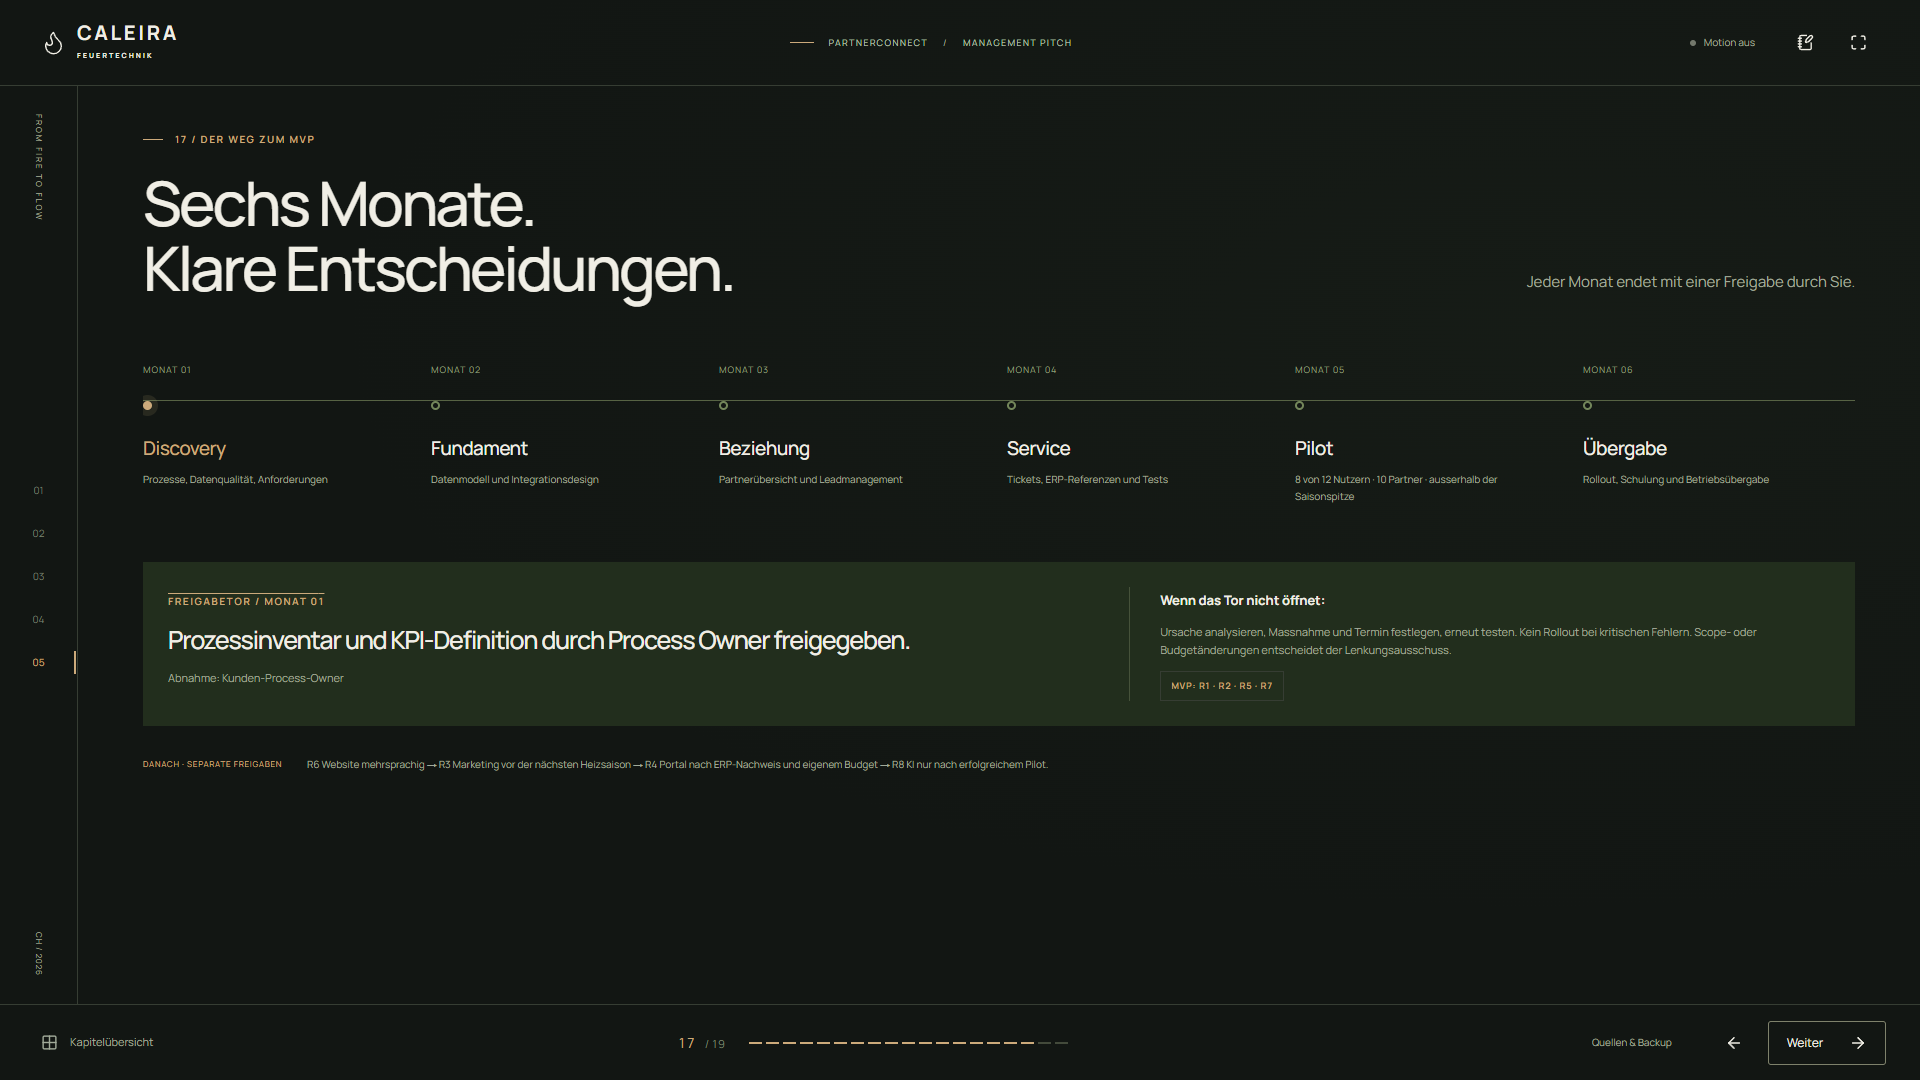 CALEIRA
FEUERTECHNIK
PARTNERCONNECT / MANAGEMENT PITCH
Motion aus
FROM FIRE TO FLOW
17 / DER WEG ZUM MVP
Sechs Monate.
Klare Entscheidungen.
Jeder Monat endet mit einer Freigabe durch Sie.
MONAT 01
MONAT 02
MONAT 03
MONAT 04
MONAT 05
MONAT 06
Discovery
Prozesse, Datenqualität, Anforderungen
Fundament
Datenmodell und Integrationsdesign
Beziehung
Partnerübersicht und Leadmanagement
Service
Tickets, ERP-Referenzen und Tests
Pilot
8 von 12 Nutzern · 10 Partner · ausserhalb der
Saisonspitze
Übergabe
Rollout, Schulung und Betriebsübergabe
01
02
03
04
05
FREIGABETOR / MONAT 01
Prozessinventar und KPI-Definition durch Process Owner freigegeben.
Abnahme: Kunden-Process-Owner
Wenn das Tor nicht öffnet:
Ursache analysieren, Massnahme und Termin festlegen, erneut testen. Kein Rollout bei kritischen Fehlern. Scope- oder
Budgetänderungen entscheidet der Lenkungsausschuss.
MVP: R1 · R2 · R5 · R7
DANACH · SEPARATE FREIGABEN
R6 Website mehrsprachig → R3 Marketing vor der nächsten Heizsaison → R4 Portal nach ERP-Nachweis und eigenem Budget → R8 KI nur nach erfolgreichem Pilot.
CH / 2026
Kapitelübersicht
17 / 19
Quellen & Backup
Weiter